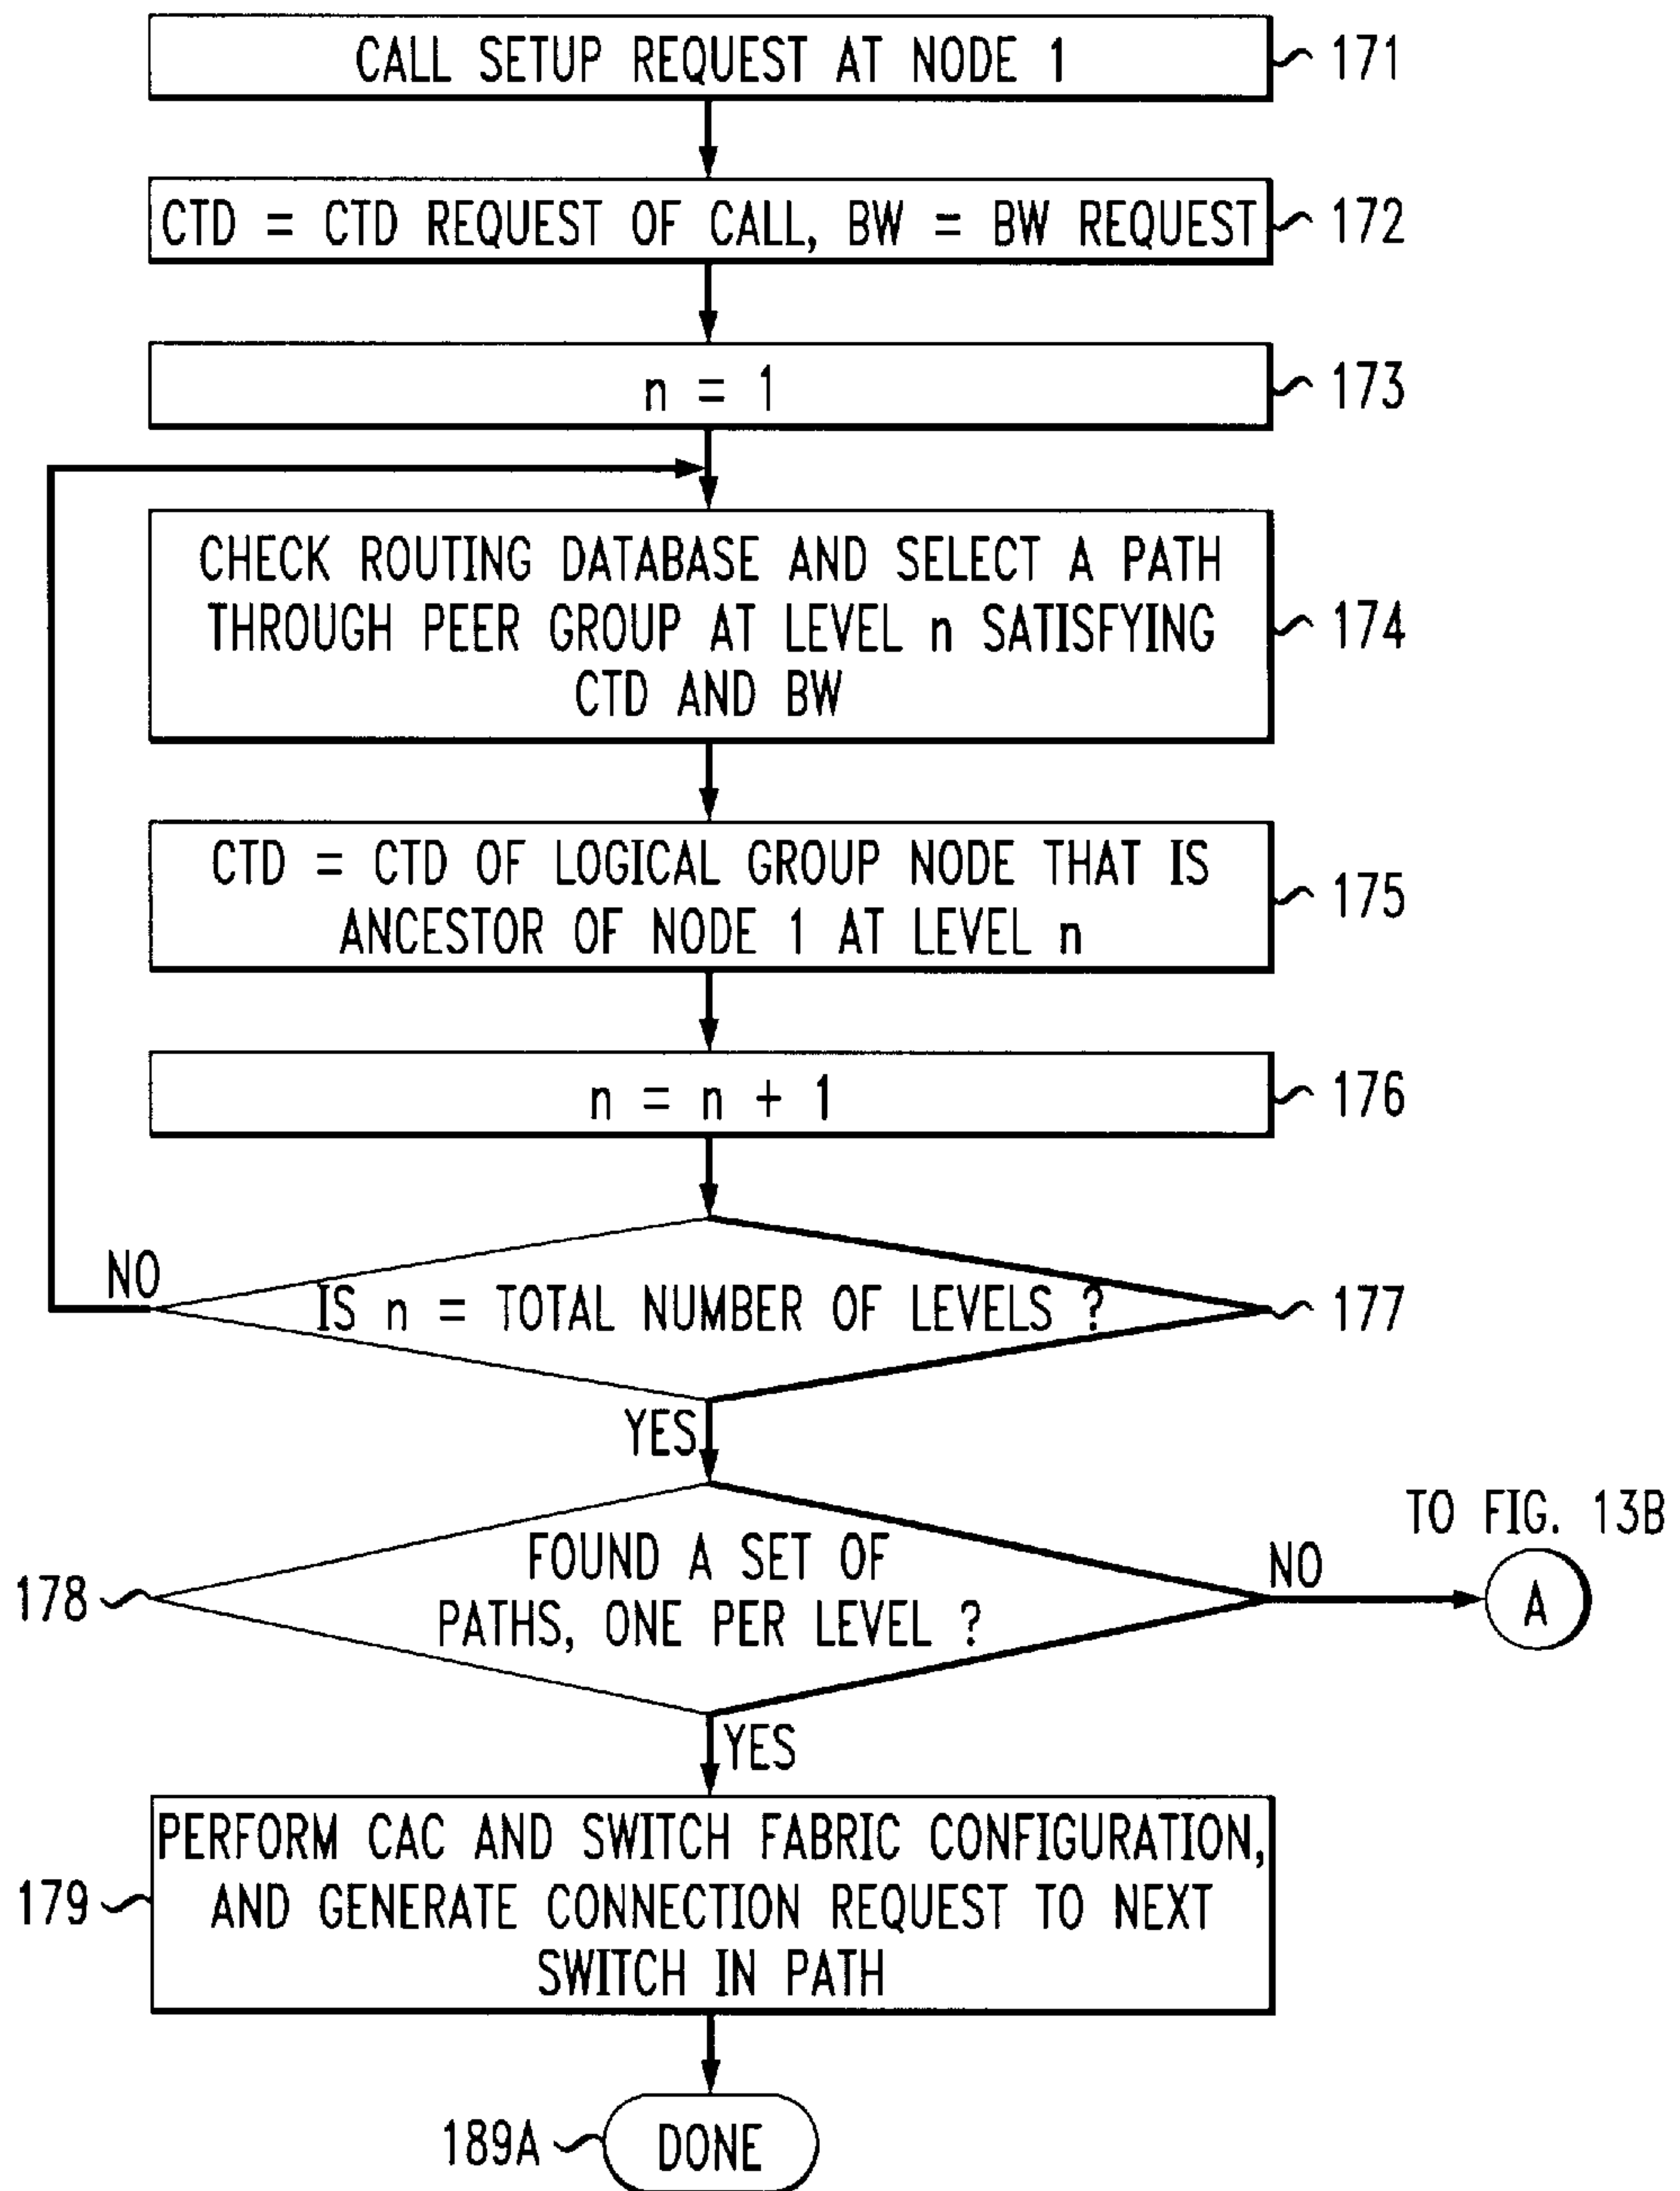 CALL SETUP REQUEST AT NODE 1
171
CTD = CTD REQUEST OF CALL, BW = BW REQUEST
172
n = 1
173
CHECK ROUTING DATABASE AND SELECT A PATH
THROUGH PEER GROUP AT LEVEL n SATISFYING
CTD AND BW
174
CTD = CTD OF LOGICAL GROUP NODE THAT IS
ANCESTOR OF NODE 1 AT LEVEL n
175
n = n + 1
176
NO
IS n = TOTAL NUMBER OF LEVELS ?
177
YES
TO FIG. 13B
178
FOUND A SET OF
PATHS, ONE PER LEVEL ?
NO
A
YES
179
PERFORM CAC AND SWITCH FABRIC CONFIGURATION,
AND GENERATE CONNECTION REQUEST TO NEXT
SWITCH IN PATH
189A
DONE